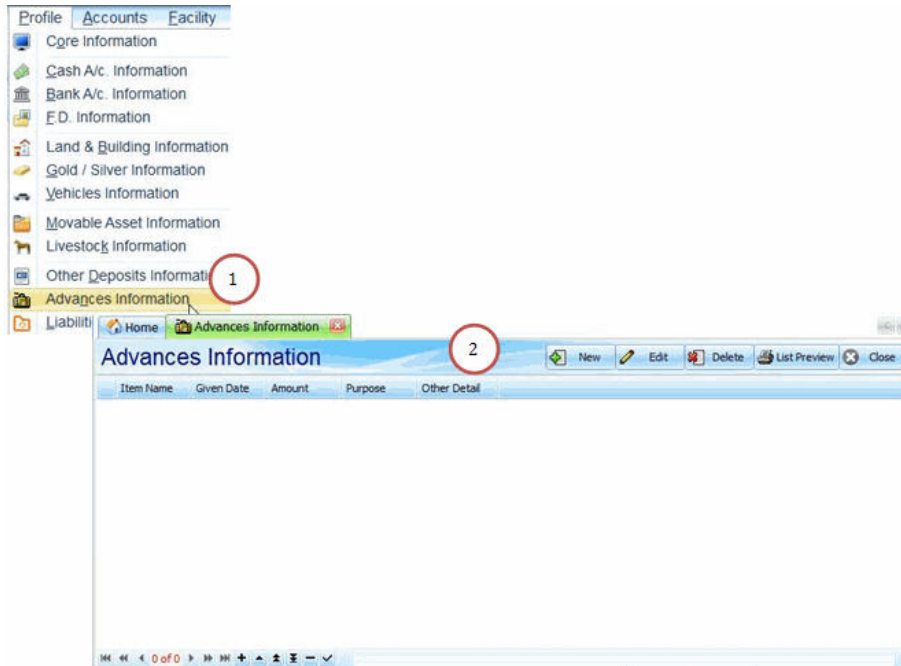 Profile Accounts Facility
Core Information
Cash A/c. Information
Bank A/c. Information
F.D. Information
Land & Building Information
Gold / Silver Information
Vehicles Information
Movable Asset Information
Livestock Information
Other Deposits Informati
1
Advances Information
Liabiliti
Home Advances Information
Advances Information
2
New Edit Delete List Preview Close
Item Name Given Date Amount Purpose Other Detail
0 of 0